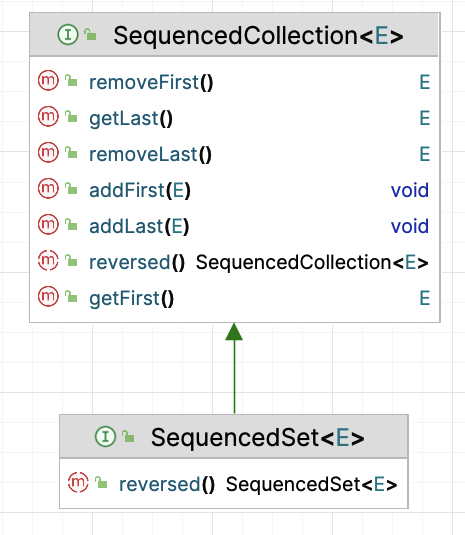 I SequencedCollection<E>
m removeFirst() E
m getLast() E
m removeLast() E
m addFirst(E) void
m addLast(E) void
m reversed() SequencedCollection<E>
m getFirst() E
I SequencedSet<E>
m reversed() SequencedSet<E>